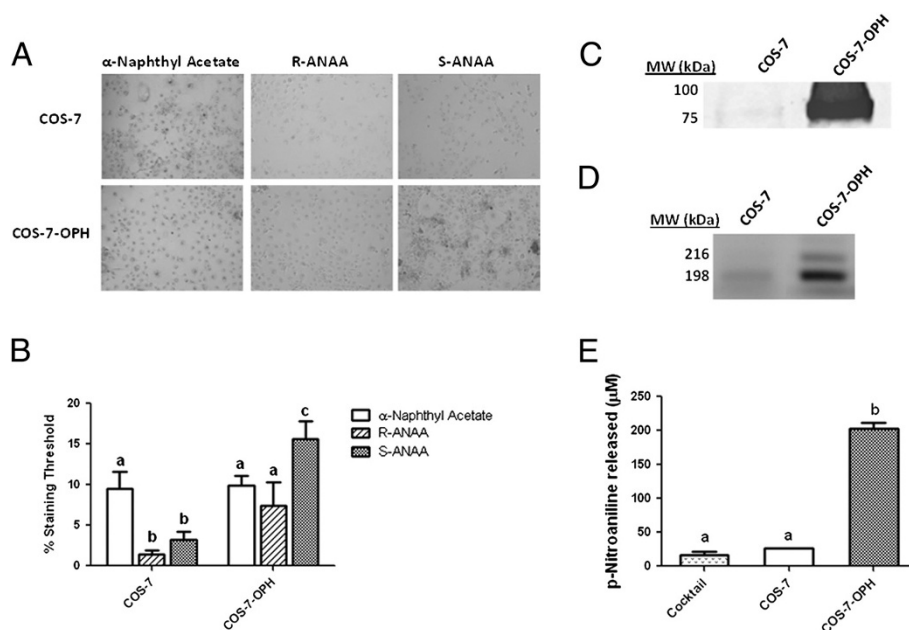 A
α-Naphthyl Acetate R-ANAA S-ANAA
COS-7
COS-7-OPH
B
% Staining Threshold
20
15
10
5
0
a
b
b
a
a
c
COS-7
COS-7-OPH
α-Naphthyl Acetate
R-ANAA
S-ANAA
C
MW (kDa)
COS-7
COS-7-OPH
100
75
D
MW (kDa)
COS-7
COS-7-OPH
216
198
E
p-Nitroaniline released (µM)
250
200
150
100
50
0
a
a
b
Cocktail
COS-7
COS-7-OPH